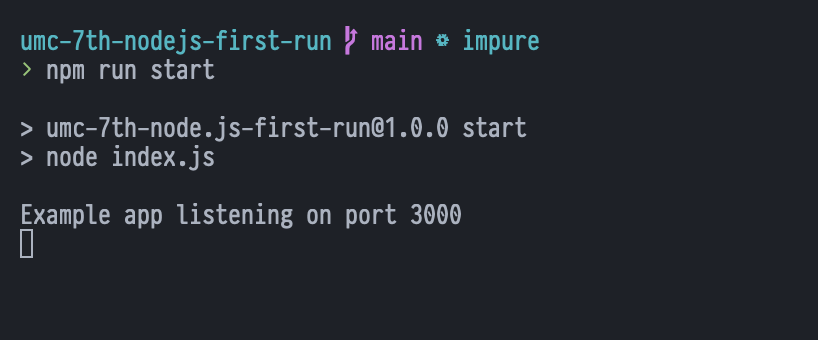 umc-7th-nodejs-first-run main impure
> npm run start
> umc-7th-node.js-first-run@1.0.0 start
> node index.js
Example app listening on port 3000